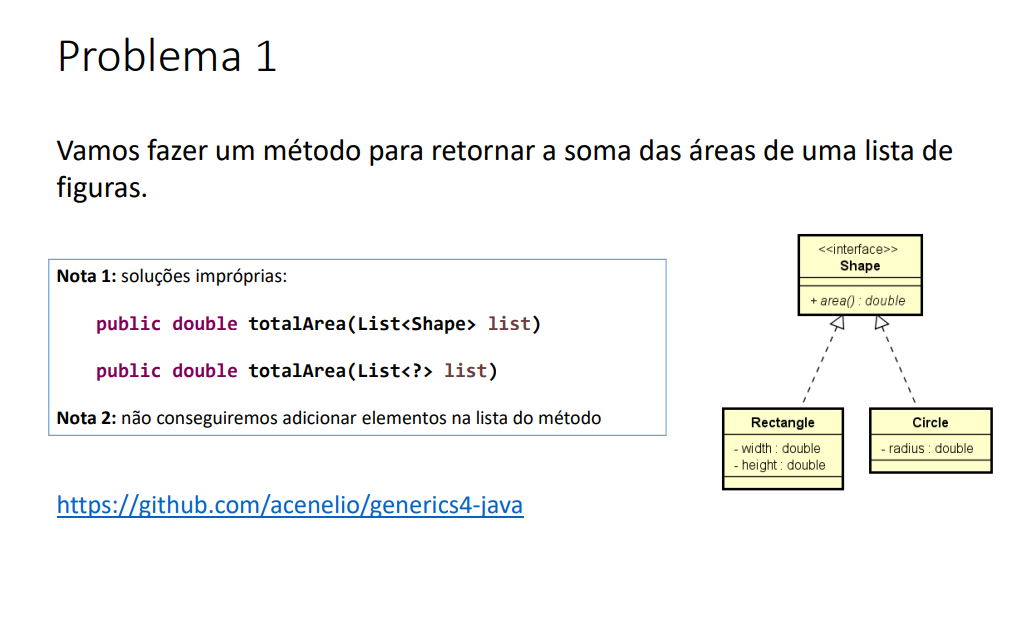 Problema 1
Vamos fazer um método para retornar a soma das áreas de uma lista de
figuras.
Nota 1: soluções impróprias:
public double totalArea(List<Shape> list)
public double totalArea(List<?> list)
Nota 2: não conseguiremos adicionar elementos na lista do método
https://github.com/acenelio/generics4-java
<<interface>>
Shape
+ area() : double
Rectangle
- width : double
- height : double
Circle
- radius : double